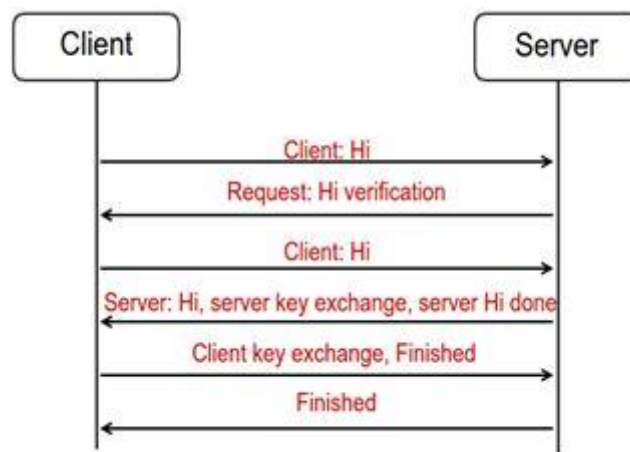 Client
Server
Client: Hi
Request: Hi verification
Client: Hi
Server: Hi, server key exchange, server Hi done
Client key exchange, Finished
Finished